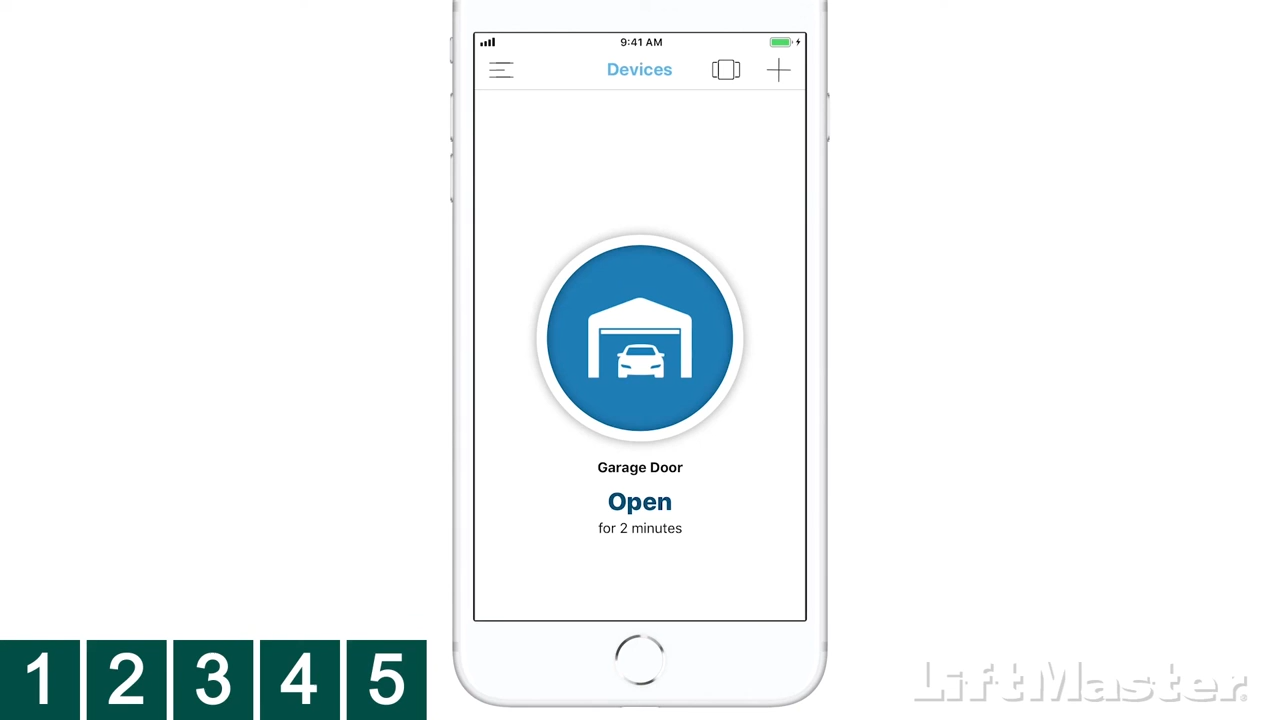 9:41 AM
Devices
Garage Door
Open
for 2 minutes
1 2 3 4 5
LiftMaster®